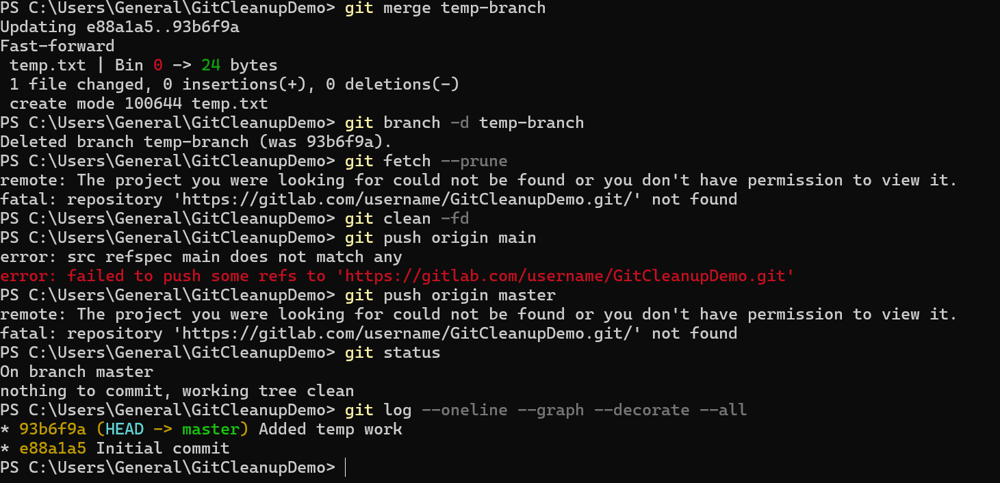 PS C:\Users\General\GitCleanupDemo> git merge temp-branch
Updating e88a1a5..93b6f9a
Fast-forward
 temp.txt | Bin 0 -> 24 bytes
 1 file changed, 0 insertions(+), 0 deletions(-)
 create mode 100644 temp.txt
PS C:\Users\General\GitCleanupDemo> git branch -d temp-branch
Deleted branch temp-branch (was 93b6f9a).
PS C:\Users\General\GitCleanupDemo> git fetch --prune
remote: The project you were looking for could not be found or you don't have permission to view it.
fatal: repository 'https://gitlab.com/username/GitCleanupDemo.git/' not found
PS C:\Users\General\GitCleanupDemo> git clean -fd
PS C:\Users\General\GitCleanupDemo> git push origin main
error: src refspec main does not match any
error: failed to push some refs to 'https://gitlab.com/username/GitCleanupDemo.git'
PS C:\Users\General\GitCleanupDemo> git push origin master
remote: The project you were looking for could not be found or you don't have permission to view it.
fatal: repository 'https://gitlab.com/username/GitCleanupDemo.git/' not found
PS C:\Users\General\GitCleanupDemo> git status
On branch master
nothing to commit, working tree clean
PS C:\Users\General\GitCleanupDemo> git log --oneline --graph --decorate --all
* 93b6f9a (HEAD -> master) Added temp work
* e88a1a5 Initial commit
PS C:\Users\General\GitCleanupDemo>